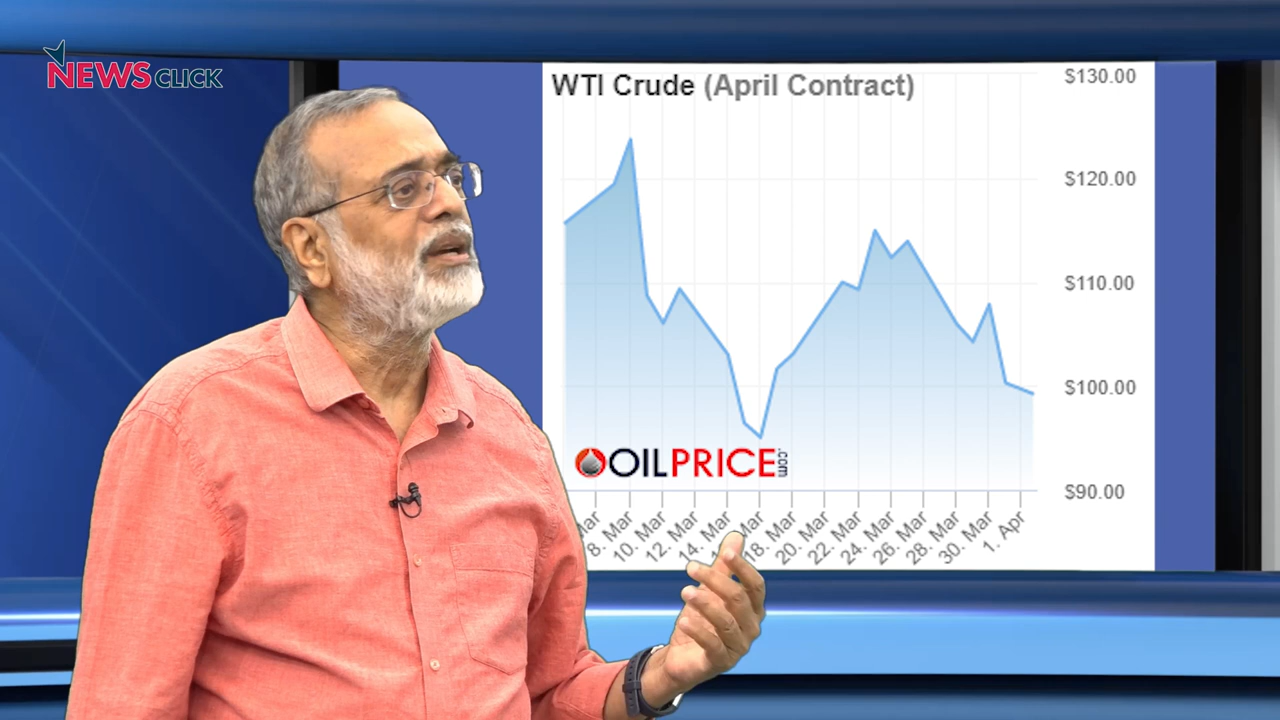 NEWSCLICK
WTI Crude (April Contract)
$130.00
$120.00
$110.00
$100.00
$90.00
OILPRICE.com
8. Mar
10. Mar
12. Mar
14. Mar
Mar
18. Mar
20. Mar
22. Mar
24. Mar
26. Mar
28. Mar
30. Mar
1. Apr